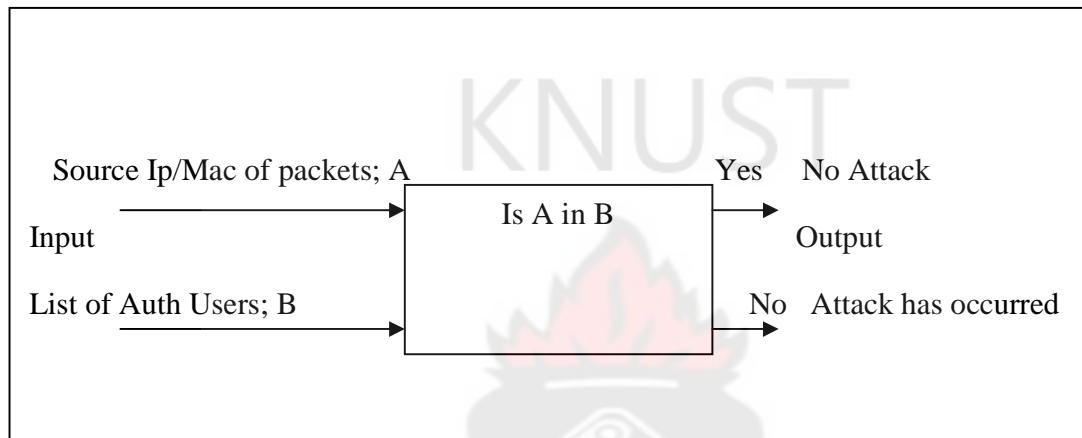 KNUST
Source Ip/Mac of packets; A
Yes No Attack
Is A in B
Input
Output
List of Auth Users; B
No Attack has occurred